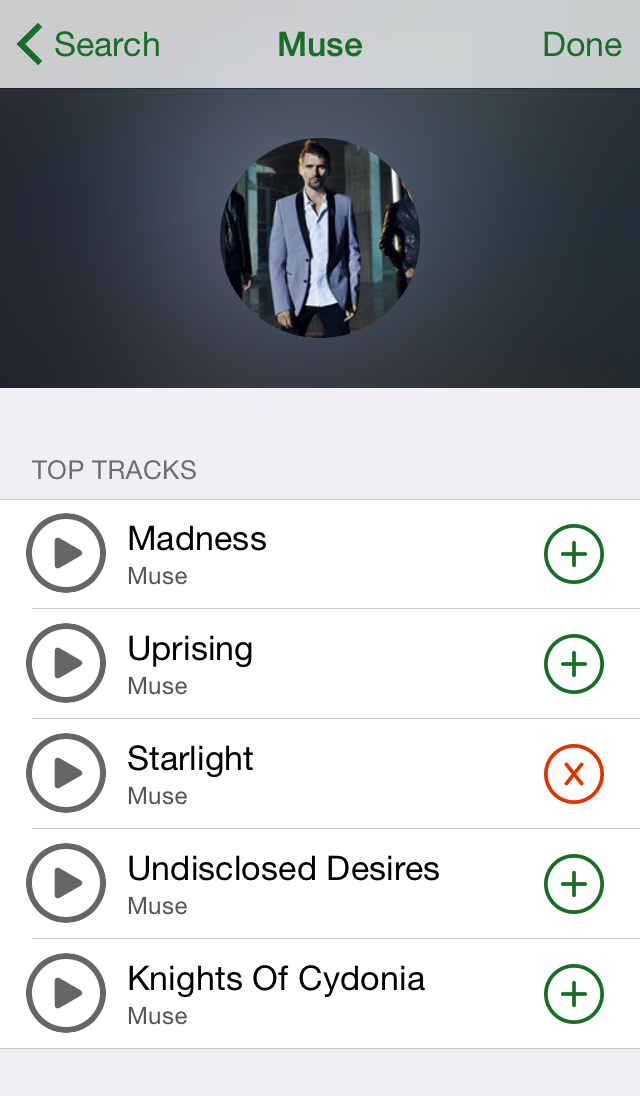 Search
Muse
Done
TOP TRACKS
Madness
Muse
Uprising
Muse
Starlight
Muse
Undisclosed Desires
Muse
Knights Of Cydonia
Muse